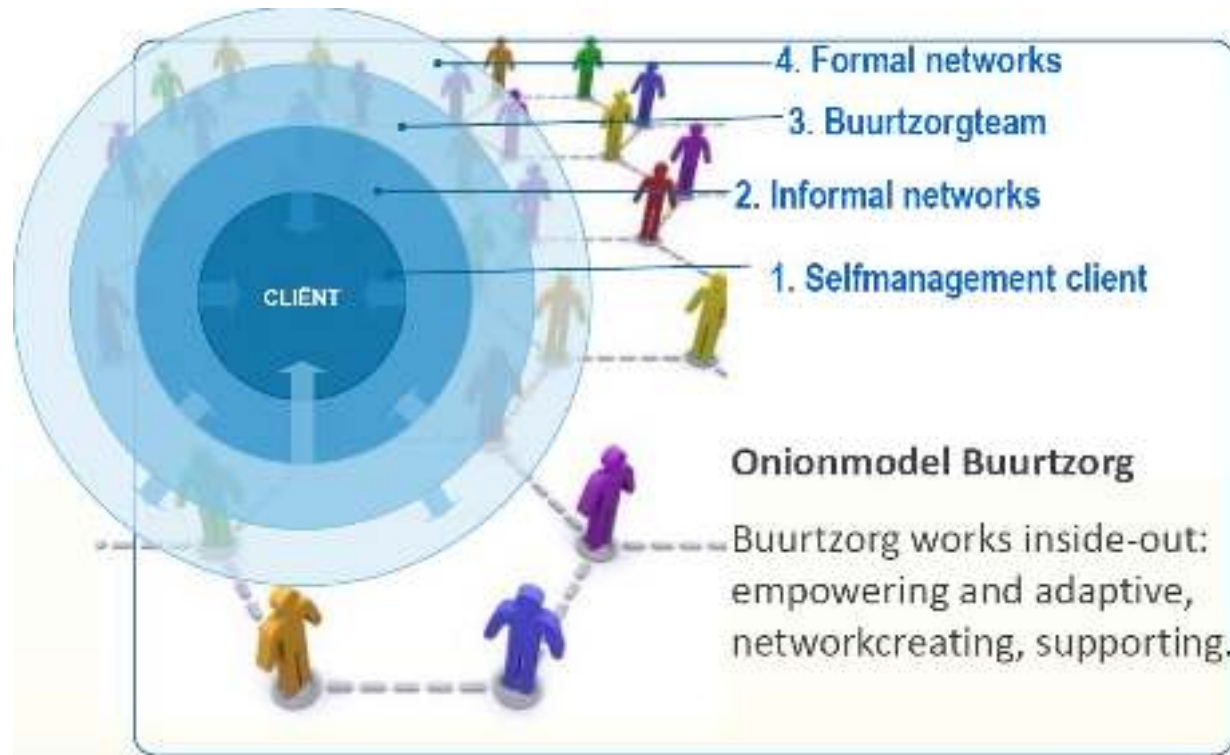 4. Formal networks
3. Buurtzorgteam
2. Informal networks
1. Selfmanagement client
CLIËNT
Onionmodel Buurtzorg
Buurtzorg works inside-out:
empowering and adaptive,
networkcreating, supporting.